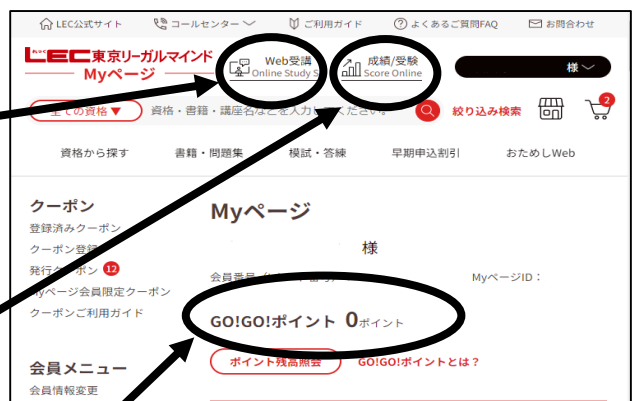 LEC公式サイト コールセンター ご利用ガイド よくあるご質問FAQ お問合わせ
LEC東京リーガルマインド
Myページ
Web受講
Online Study S
成績/受験
Score Online
様
全ての資格▼ 資格・書籍・講座名などを入力してください。 絞り込み検索 2
資格から探す 書籍・問題集 模試・答練 早期申込割引 おためしWeb
クーポン
登録済みクーポン
クーポン登録
発行クーポン 12
Myページ会員限定クーポン
クーポンご利用ガイド
会員メニュー
会員情報変更
Myページ
様
会員番号 MyページID：
GO!GO!ポイント 0ポイント
ポイント残高照会 GO!GO!ポイントとは？